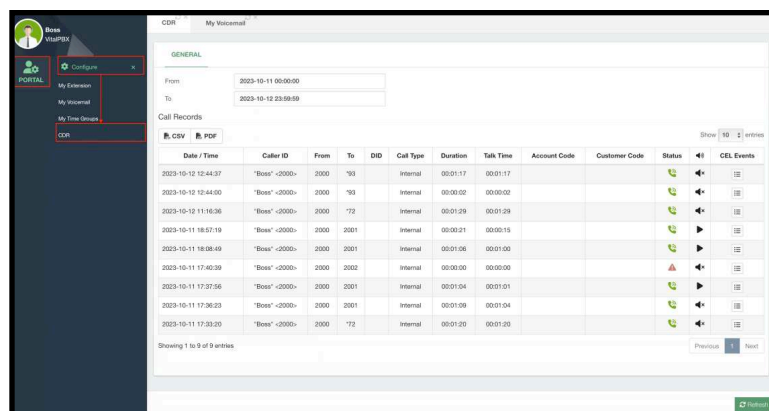 Boss
VitalPBX
PORTAL
Configure ×
My Extension
My Voicemail
My Time Groups
CDR
CDR My Voicemail
GENERAL
From 2023-10-11 00:00:00
To 2023-10-12 23:59:59
Call Records
CSV PDF
Show 10 entries
Date / Time Caller ID From To DID Call Type Duration Talk Time Account Code Customer Code Status CEL Events
2023-10-12 12:44:37 "Boss" <2000> 2000 *93 Internal 00:01:17 00:01:17
2023-10-12 12:44:00 "Boss" <2000> 2000 *93 Internal 00:00:02 00:00:02
2023-10-12 11:16:36 "Boss" <2000> 2000 *72 Internal 00:01:29 00:01:29
2023-10-11 18:57:19 "Boss" <2000> 2000 2001 Internal 00:00:21 00:00:15
2023-10-11 18:08:49 "Boss" <2000> 2000 2001 Internal 00:01:06 00:01:00
2023-10-11 17:40:39 "Boss" <2000> 2000 2002 Internal 00:00:00 00:00:00
2023-10-11 17:37:56 "Boss" <2000> 2000 2001 Internal 00:01:04 00:01:01
2023-10-11 17:36:23 "Boss" <2000> 2000 2001 Internal 00:01:09 00:01:04
2023-10-11 17:33:20 "Boss" <2000> 2000 *72 Internal 00:01:20 00:01:20
Showing 1 to 9 of 9 entries
Previous 1 Next
Refresh